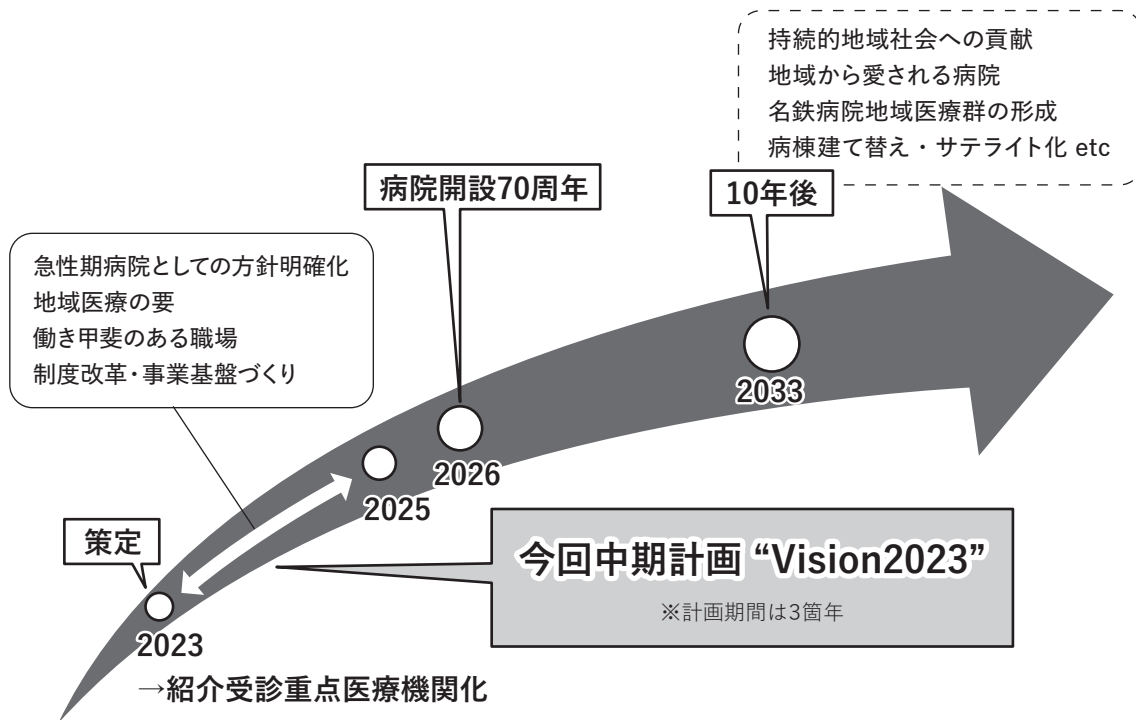 持続的地域社会への貢献
地域から愛される病院
名鉄病院地域医療群の形成
病棟建て替え・サテライト化 etc
病院開設70周年
10年後
急性期病院としての方針明確化
地域医療の要
働き甲斐のある職場
制度改革・事業基盤づくり
2033
2026
2025
策定
今回中期計画 “Vision2023”
※計画期間は3箇年
2023
→紹介受診重点医療機関化